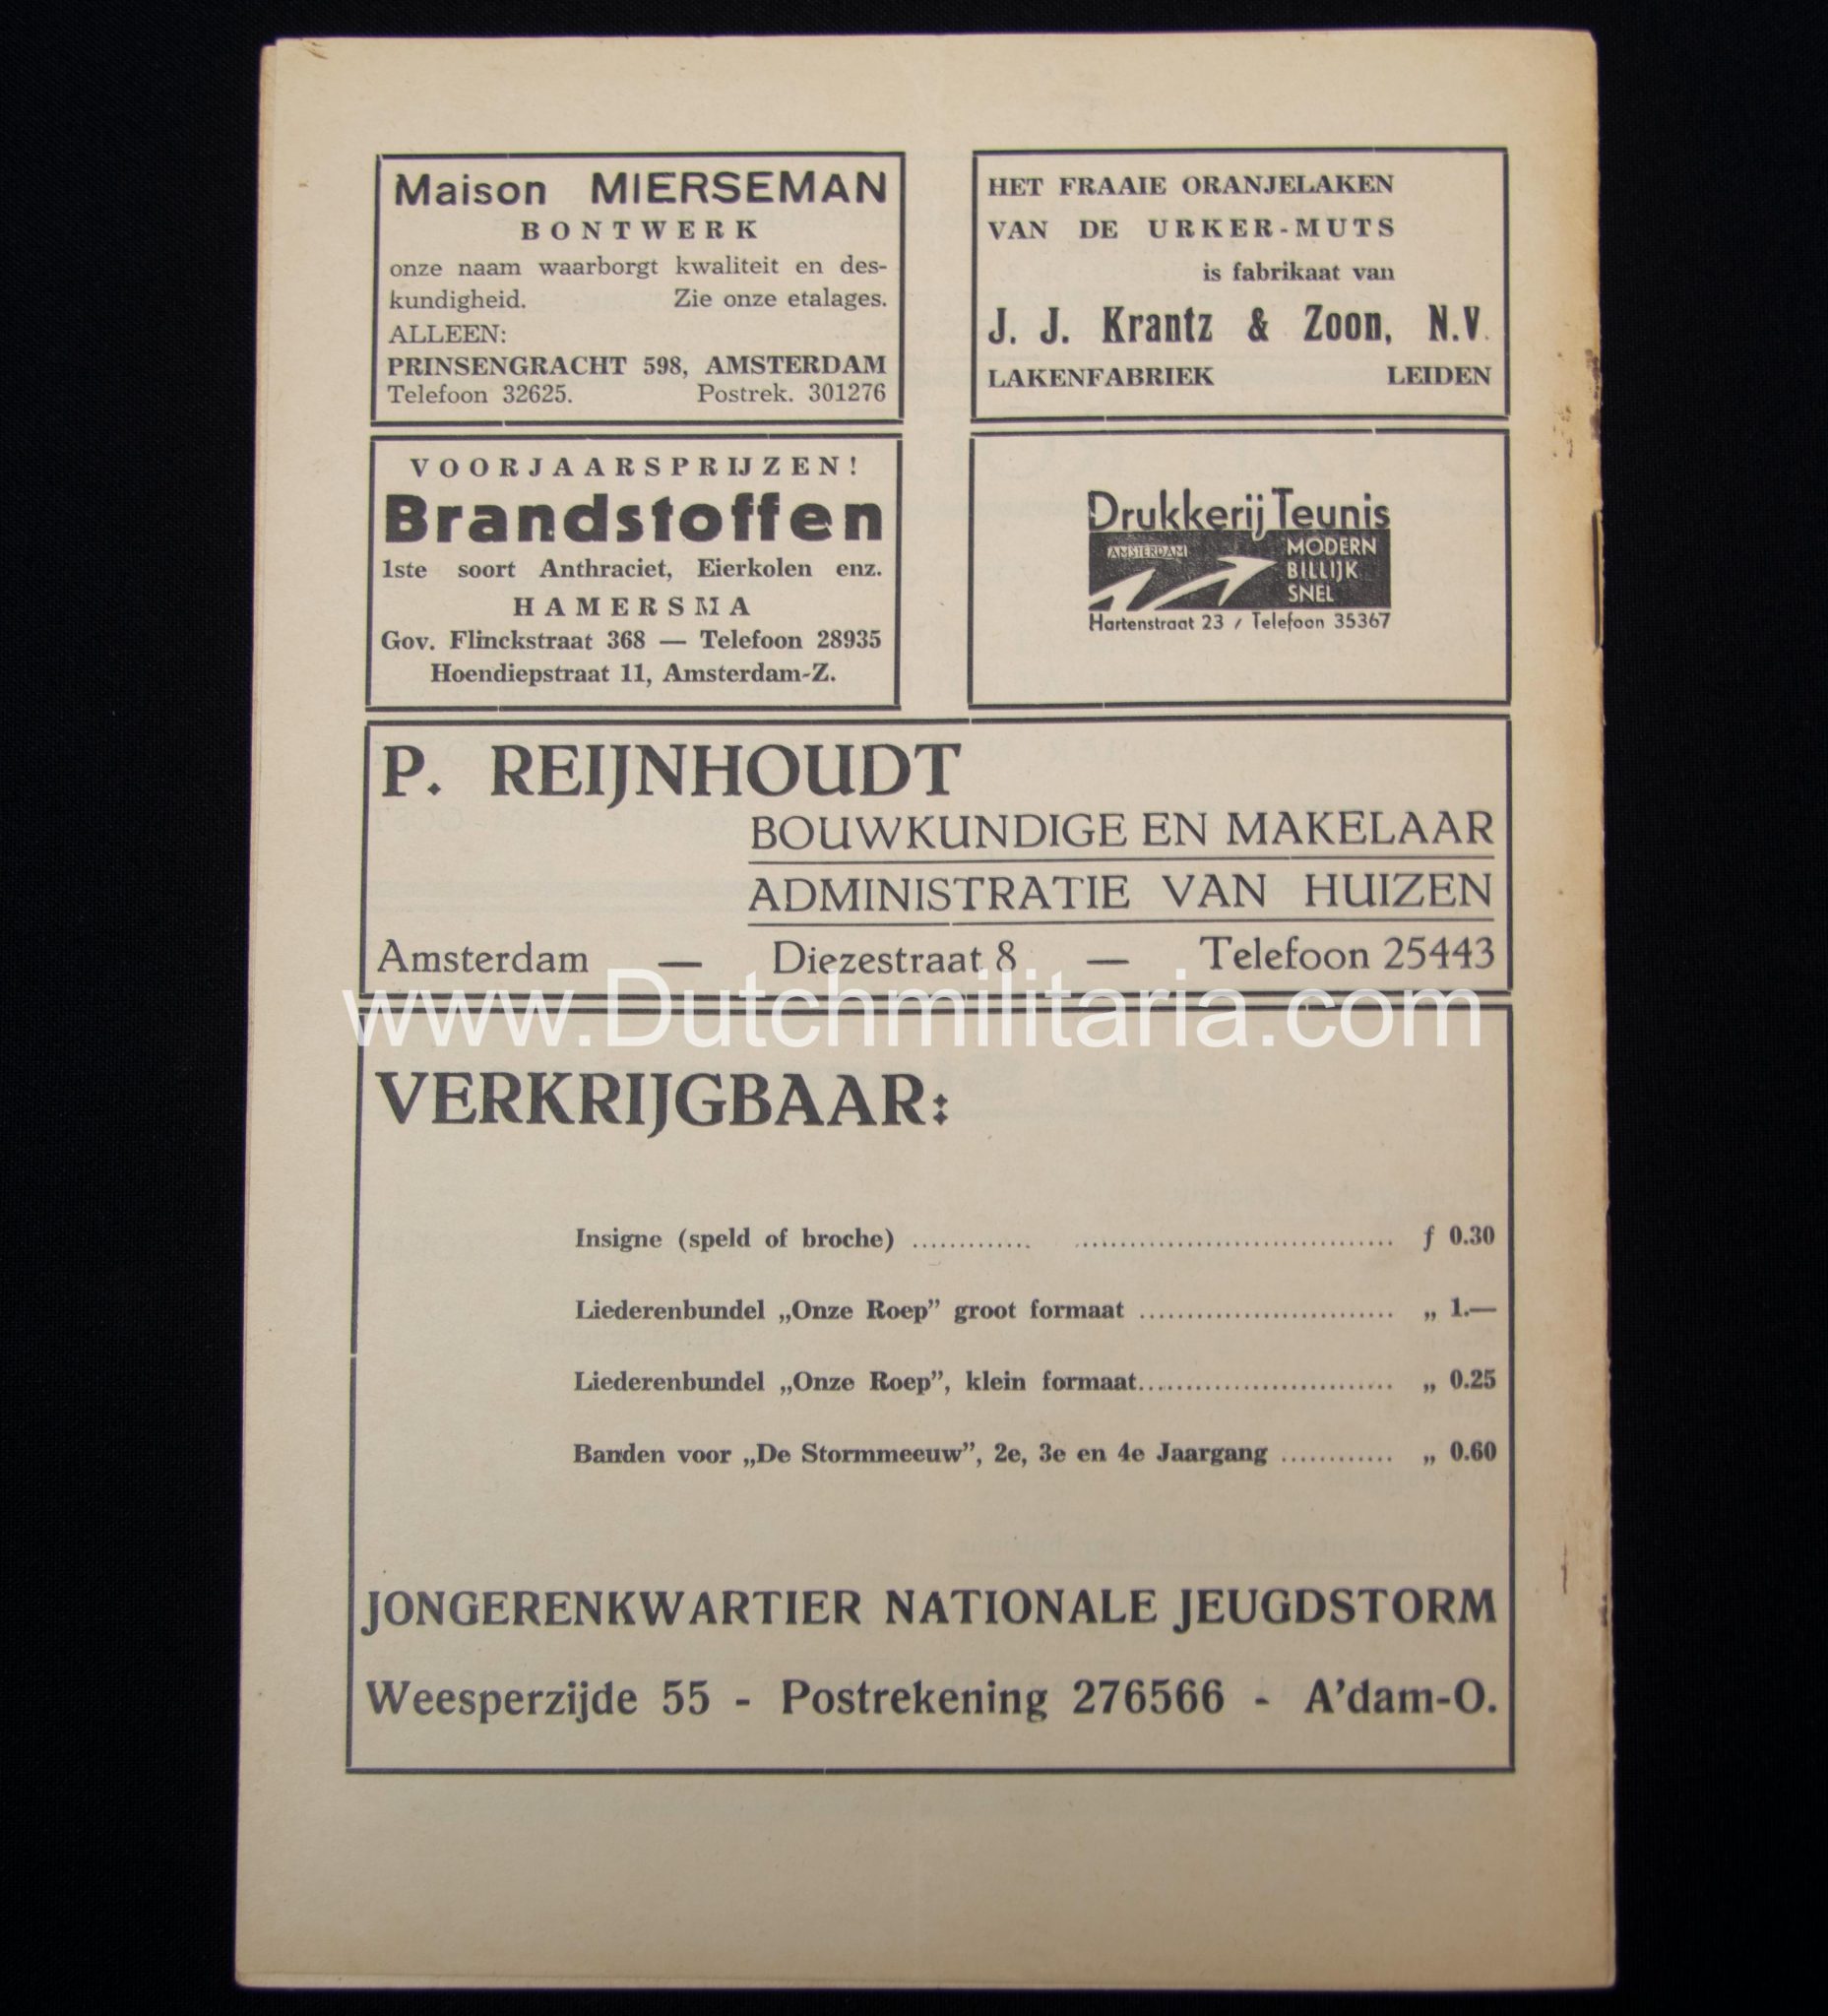 Maison MIERSEMAN
BONTWERK
onze naam waarborgt kwaliteit en des-
kundigheid. Zie onze etalages.
ALLEEN:
PRINSENGRACHT 598, AMSTERDAM
Telefoon 32625. Postrek. 301276
HET FRAAIE ORANJELAKEN
VAN DE URKER-MUTS
is fabrikaat van
J. J. Krantz & Zoon, N.V.
LAKENFABRIEK LEIDEN
VOORJAARSPRIJZEN!
Brandstoffen
1ste soort Anthraciet, Eierkolen enz.
HAMERSMA
Gov. Flinckstraat 368 — Telefoon 28935
Hoendiepstraat 11, Amsterdam-Z.
Drukkerij Teunis
AMSTERDAM
MODERN
BILLIJK
SNEL
Hartenstraat 23 / Telefoon 35367
P. REIJNHOUDT
BOUWKUNDIGE EN MAKELAAR
ADMINISTRATIE VAN HUIZEN
Amsterdam — Diezestraat 8 — Telefoon 25443
www.Dutchmilitaria.com
VERKRIJGBAAR:
Insigne (speld of broche) ............. .................................. ƒ 0.30
Liederenbundel „Onze Roep” groot formaat ........................... „ 1.—
Liederenbundel „Onze Roep”, klein formaat........................... „ 0.25
Banden voor „De Stormmeeuw”, 2e, 3e en 4e Jaargang ............ „ 0.60
JONGERENKWARTIER NATIONALE JEUGDSTORM
Weesperzijde 55 - Postrekening 276566 - A’dam-O.